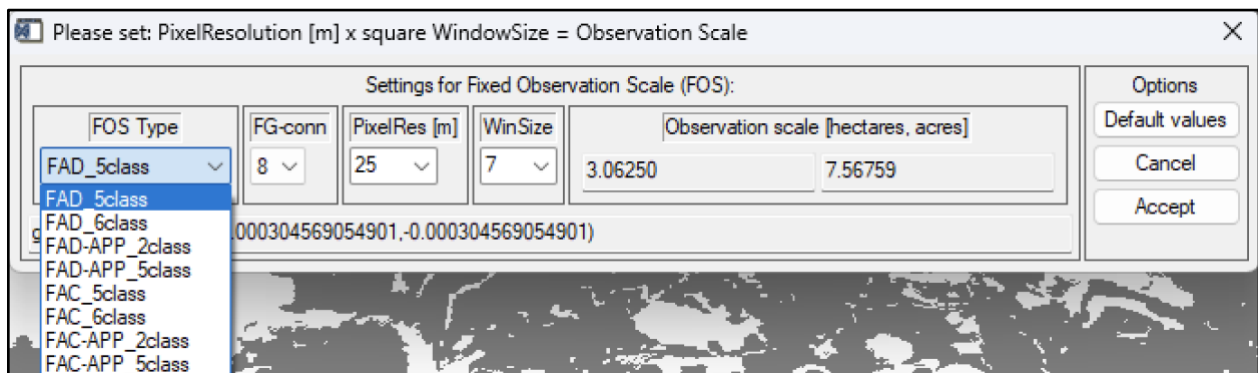 Please set: PixelResolution [m] x square WindowSize = Observation Scale
Settings for Fixed Observation Scale (FOS):
Options
FOS Type
FG-conn
PixelRes [m]
WinSize
Observation scale [hectares, acres]
Default values
FAD_5class
8
25
7
3.06250
7.56759
Cancel
Accept
FAD_5class
FAD_6class
.000304569054901,-0.000304569054901)
FAD-APP_2class
FAD-APP_5class
FAC_5class
FAC_6class
FAC-APP_2class
FAC-APP_5class